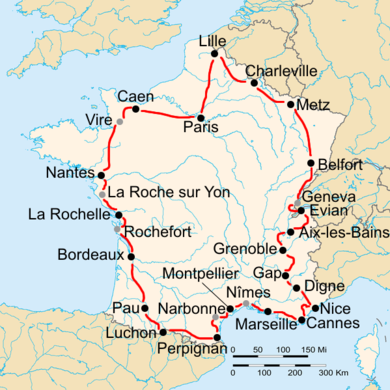 Lille
Charleville
Caen
Metz
Vire
Paris
Belfort
Nantes
Geneva
La Roche sur Yon
Evian
La Rochelle
Aix-les-Bains
Rochefort
Grenoble
Bordeaux
Montpellier
Gap
Digne
Nîmes
Pau
Narbonne
Nice
Marseille
Cannes
Luchon
Perpignan
0 50 100 150 Mi
0 100 200 300 Km